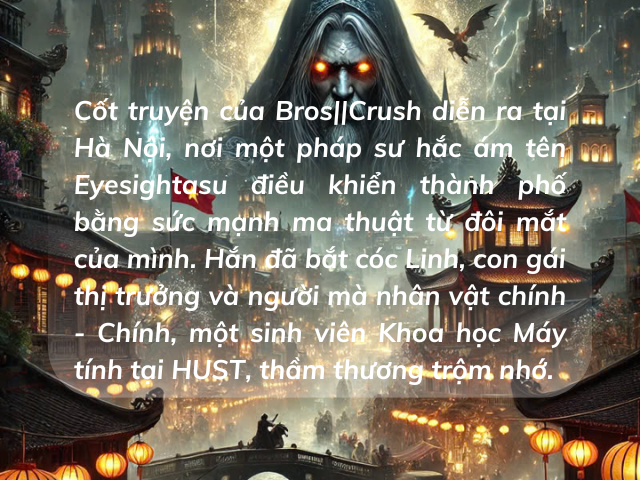 Cốt truyện của Bros||Crush diễn ra tại
Hà Nội, nơi một pháp sư hắc ám tên
Eyesightasu điều khiển thành phố
bằng sức mạnh ma thuật từ đôi mắt
của mình. Hắn đã bắt cóc Linh, con gái
thị trưởng và người mà nhân vật chính
- Chính, một sinh viên Khoa học Máy
tính tại HUST, thầm thương trộm nhớ.